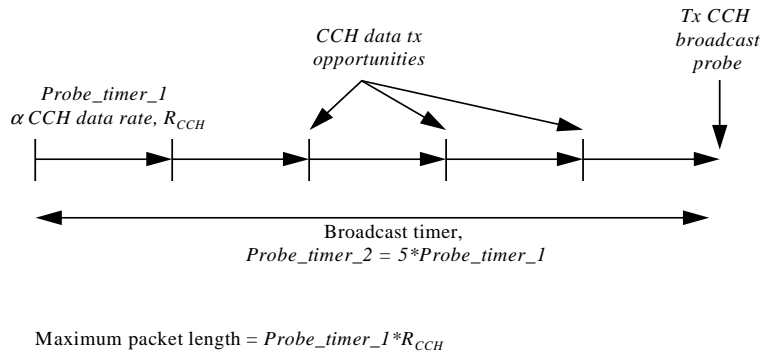 Tx CCH
broadcast
probe
CCH data tx
opportunities
Probe_timer_1
α CCH data rate, R_CCH
Broadcast timer,
Probe_timer_2 = 5*Probe_timer_1
Maximum packet length = Probe_timer_1*R_CCH